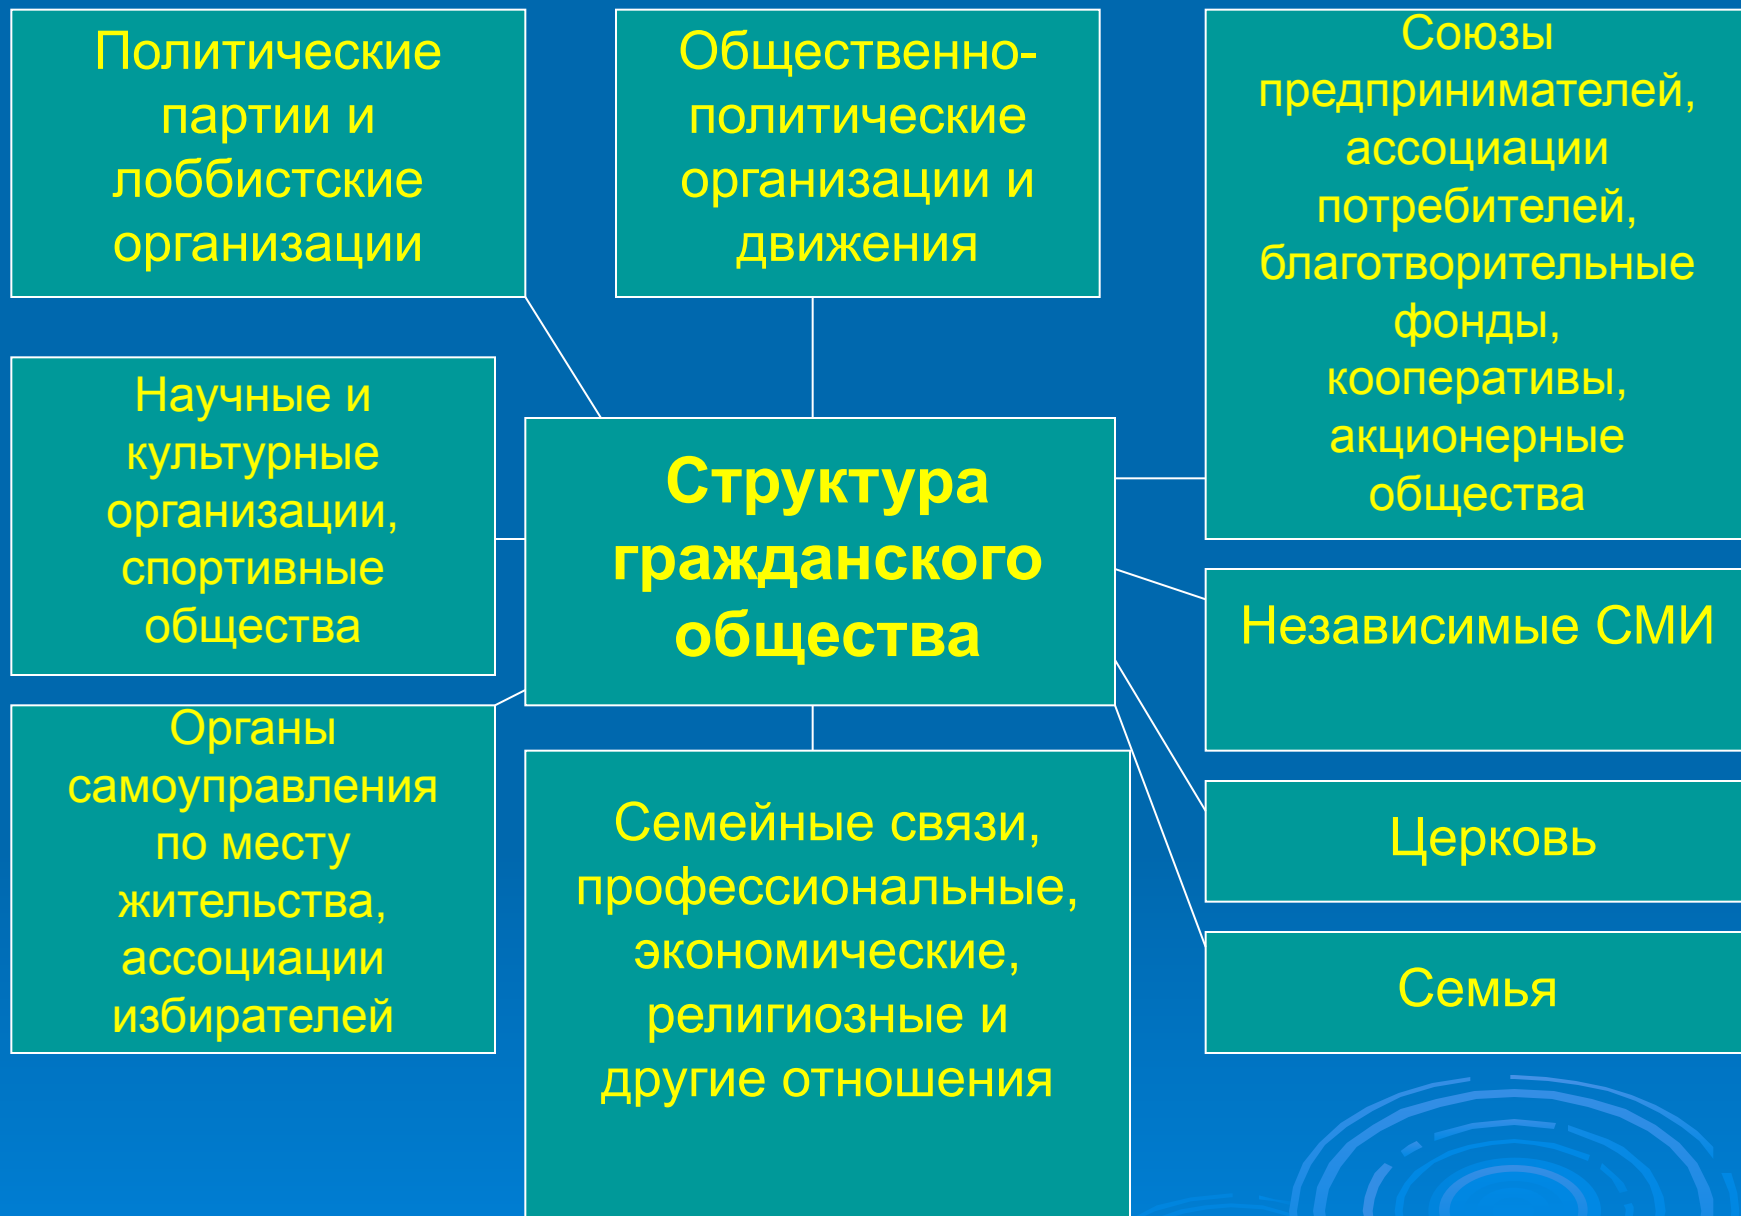 Политические
партии и
лоббистские
организации
Общественно-
политические
организации и
движения
Союзы
предпринимателей,
ассоциации
потребителей,
благотворительные
фонды,
кооперативы,
акционерные
общества
Научные и
культурные
организации,
спортивные
общества
Структура
гражданского
общества
Независимые СМИ
Органы
самоуправления
по месту
жительства,
ассоциации
избирателей
Семейные связи,
профессиональные,
экономические,
религиозные и
другие отношения
Церковь
Семья